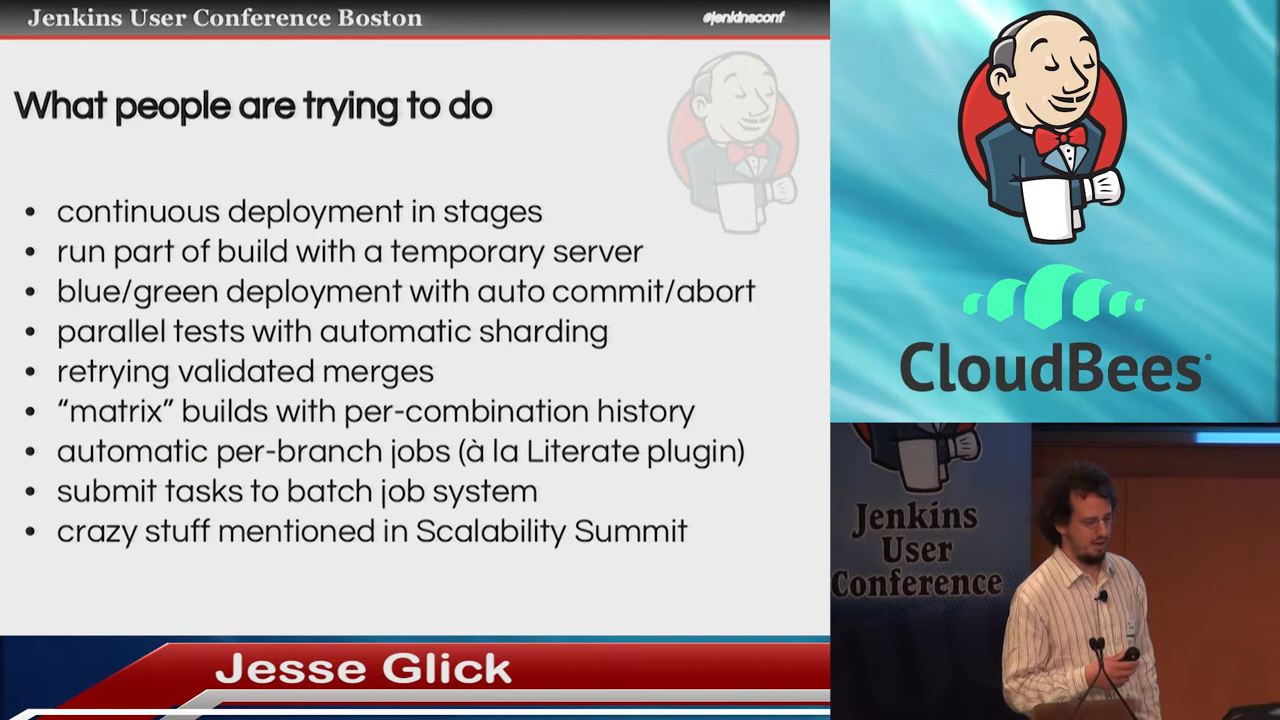 Jenkins User Conference Boston
#jenkinsconf
What people are trying to do
• continuous deployment in stages
• run part of build with a temporary server
• blue/green deployment with auto commit/abort
• parallel tests with automatic sharding
• retrying validated merges
• “matrix” builds with per-combination history
• automatic per-branch jobs (à la Literate plugin)
• submit tasks to batch job system
• crazy stuff mentioned in Scalability Summit
Jesse Glick
CloudBees
Jenkins
User
Conference